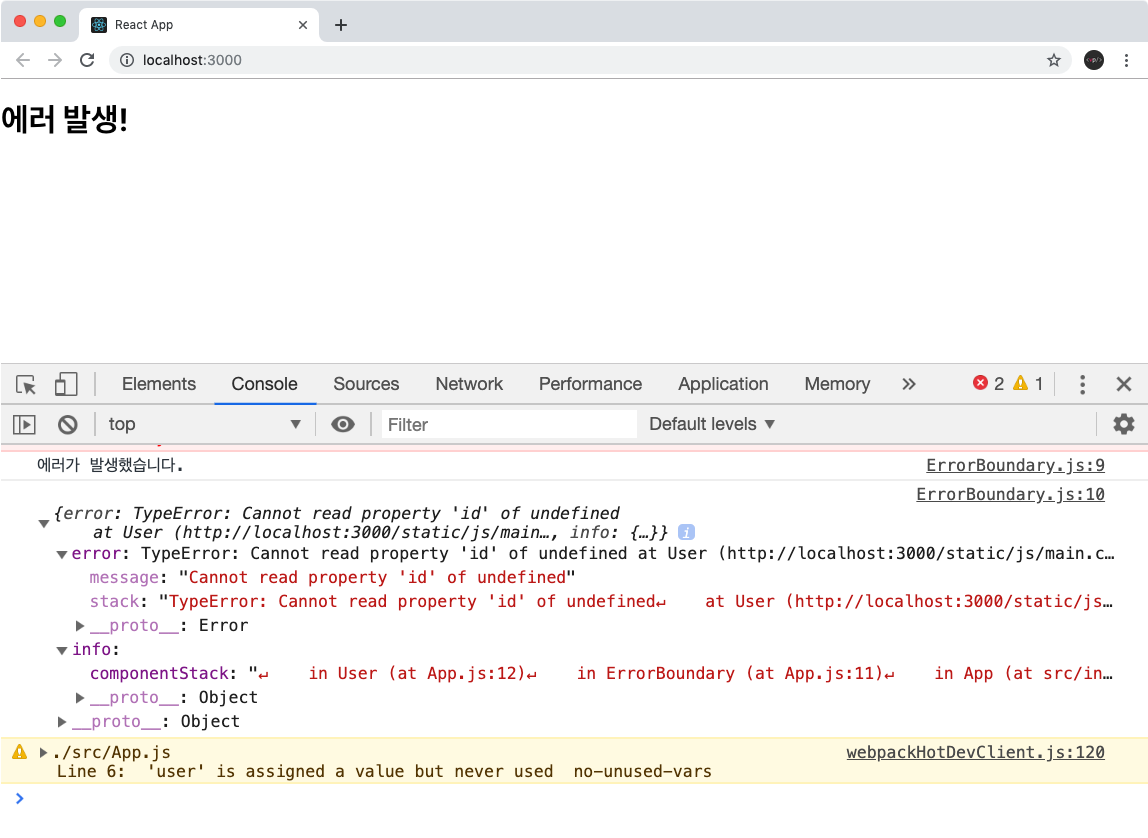 React App
localhost:3000
에러 발생!
Elements Console Sources Network Performance Application Memory 2 1
top Filter Default levels
에러가 발생했습니다. ErrorBoundary.js:9
ErrorBoundary.js:10
{error: TypeError: Cannot read property 'id' of undefined
at User (http://localhost:3000/static/js/main…, info: {…}} i
error: TypeError: Cannot read property 'id' of undefined at User (http://localhost:3000/static/js/main.c…
message: "Cannot read property 'id' of undefined"
stack: "TypeError: Cannot read property 'id' of undefined↵    at User (http://localhost:3000/static/js…
__proto__: Error
info:
componentStack: "↵    in User (at App.js:12)↵    in ErrorBoundary (at App.js:11)↵    in App (at src/in…
__proto__: Object
__proto__: Object
./src/App.js webpackHotDevClient.js:120
Line 6:  'user' is assigned a value but never used  no-unused-vars